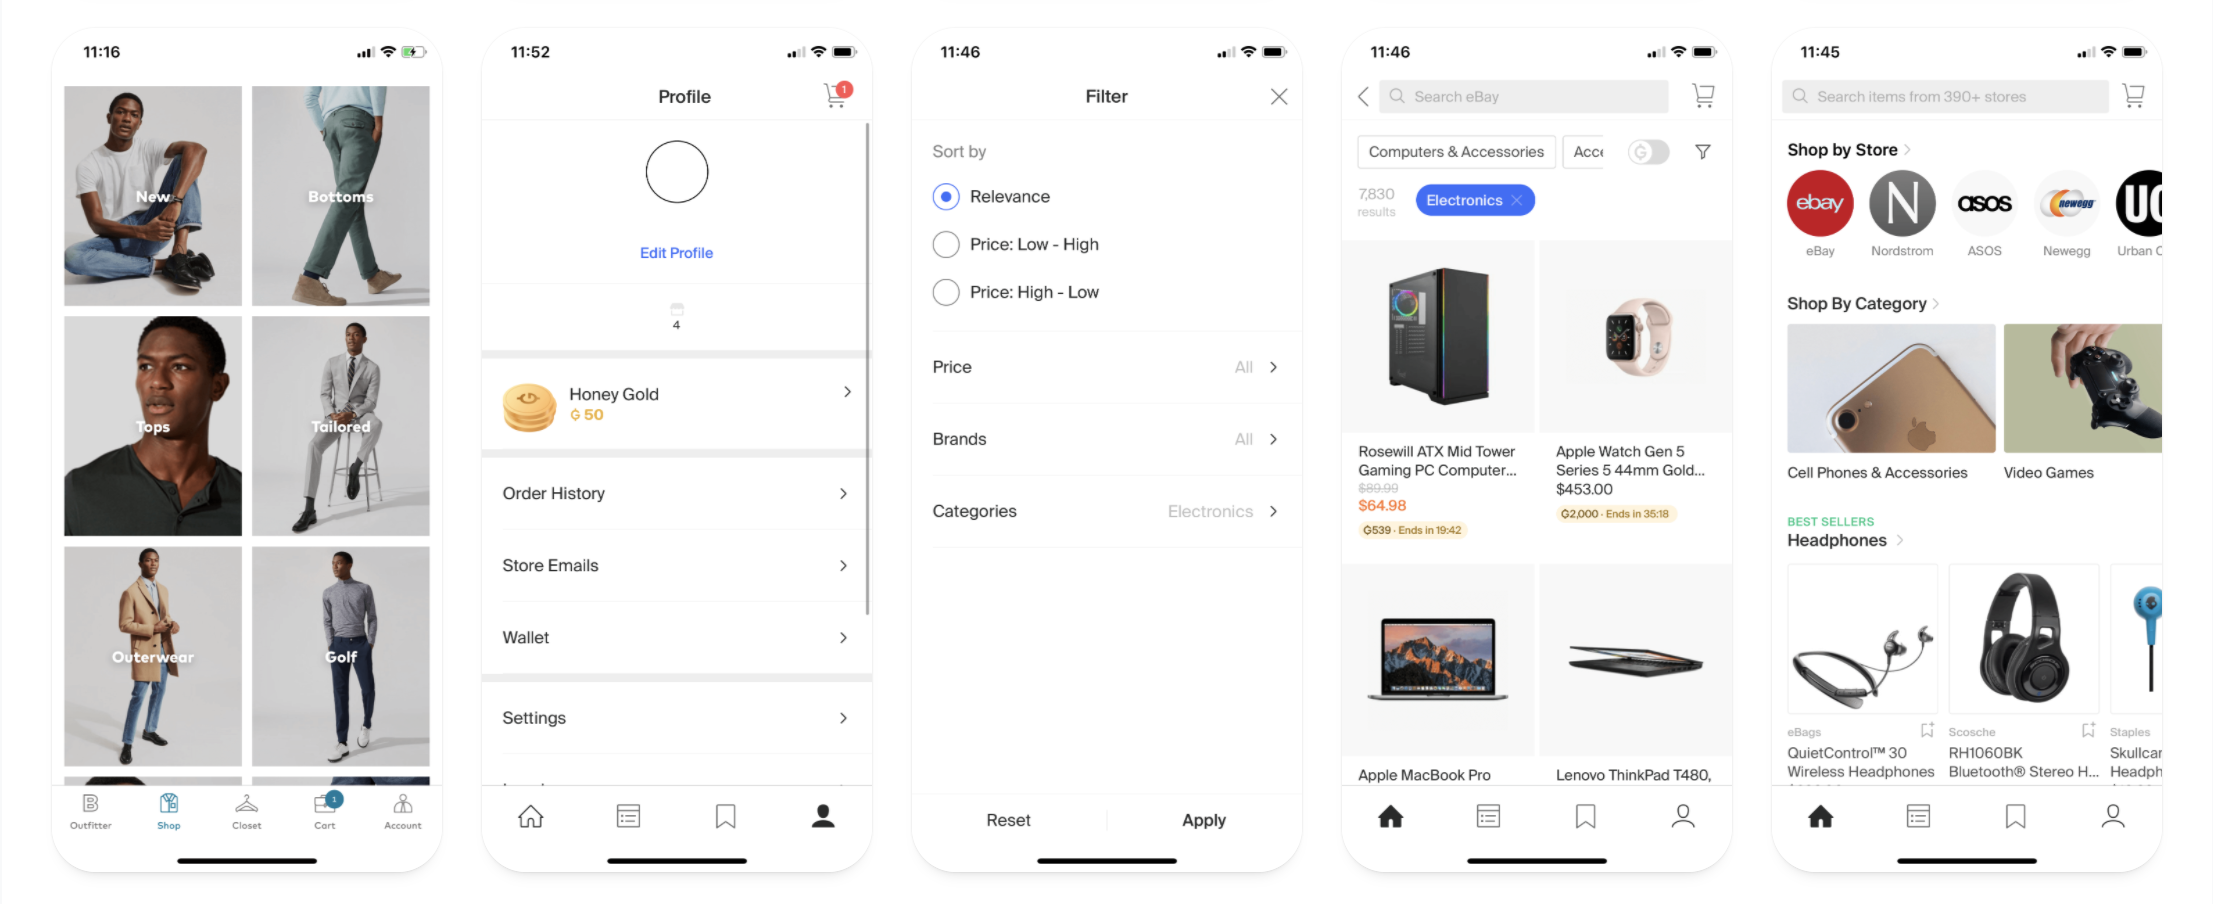 11:16
New
Bottoms
Tops
Tailored
Outerwear
Golf
Outfitter
Shop
Closet
1
Cart
Account
11:52
Profile
1
Edit Profile
4
Honey Gold
50
Order History
Store Emails
Wallet
Settings
11:46
Filter
Sort by
Relevance
Price: Low - High
Price: High - Low
Price
All
Brands
All
Categories
Electronics
Reset
Apply
11:46
Search eBay
Computers & Accessories
Acce
7,830
results
Electronics
Rosewill ATX Mid Tower
Gaming PC Computer...
$89.99
$64.98
539 · Ends in 19:42
Apple Watch Gen 5
Series 5 44mm Gold...
$453.00
2,000 · Ends in 35:18
Apple MacBook Pro
Lenovo ThinkPad T480,
11:45
Search items from 390+ stores
Shop by Store
ebay
N
asos
newegg
UO
eBay
Nordstrom
ASOS
Newegg
Urban O
Shop By Category
Cell Phones & Accessories
Video Games
BEST SELLERS
Headphones
eBags
QuietControl™ 30
Wireless Headphones
Scosche
RH1060BK
Bluetooth® Stereo H...
Staples
Skullcan
Headph